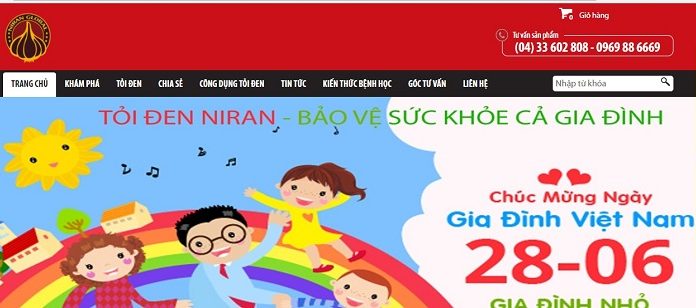 NIRAN GLOBAL
0
Giỏ hàng
Tư vấn sản phẩm
(04) 33 602 808 - 0969 88 6669
TRANG CHỦ KHÁM PHÁ TỎI ĐEN CHIA SẺ CÔNG DỤNG TỎI ĐEN TIN TỨC KIẾN THỨC BỆNH HỌC GÓC TƯ VẤN LIÊN HỆ Nhập từ khóa
TỎI ĐEN NIRAN - BẢO VỆ SỨC KHỎE CẢ GIA ĐÌNH
Chúc Mừng Ngày
Gia Đình Việt Nam
28-06
GIA ĐÌNH NHỎ